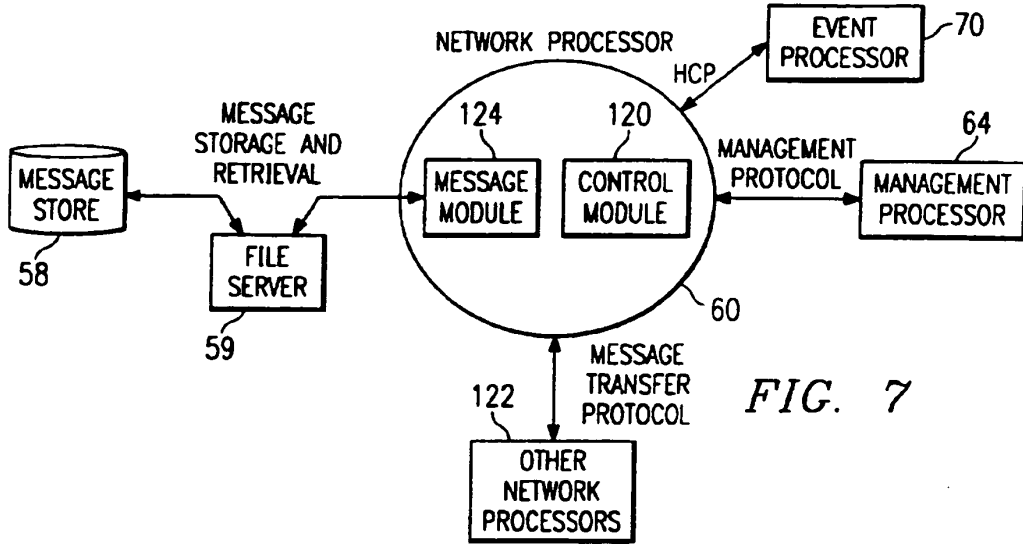 NETWORK PROCESSOR
EVENT
PROCESSOR
70
HCP
MESSAGE
STORAGE AND
RETRIEVAL
124
120
MESSAGE
STORE
58
FILE
SERVER
59
MESSAGE
MODULE
CONTROL
MODULE
MANAGEMENT
PROTOCOL
64
MANAGEMENT
PROCESSOR
60
MESSAGE
TRANSFER
PROTOCOL
122
OTHER
NETWORK
PROCESSORS
FIG. 7